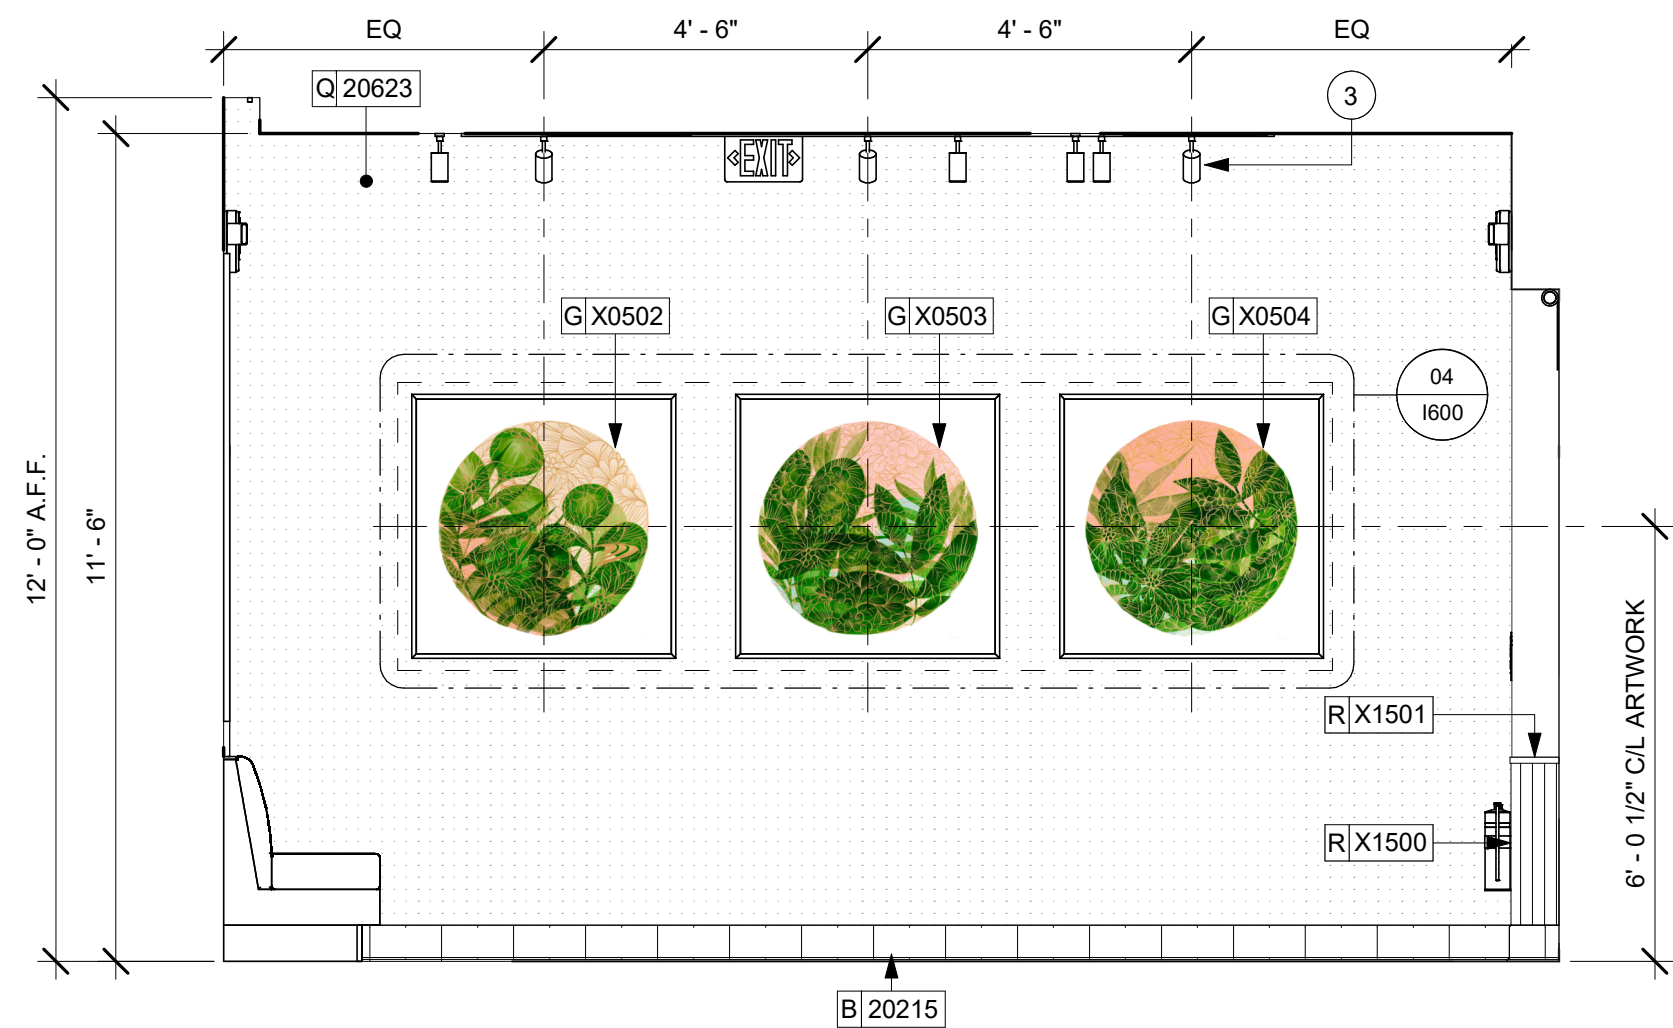 EQ
4' - 6"
4' - 6"
EQ
Q 20623
3
EXIT
G X0502
G X0503
G X0504
04
I600
12' - 0" A.F.F.
11' - 6"
6' - 0 1/2" C/L ARTWORK
R X1501
R X1500
B 20215